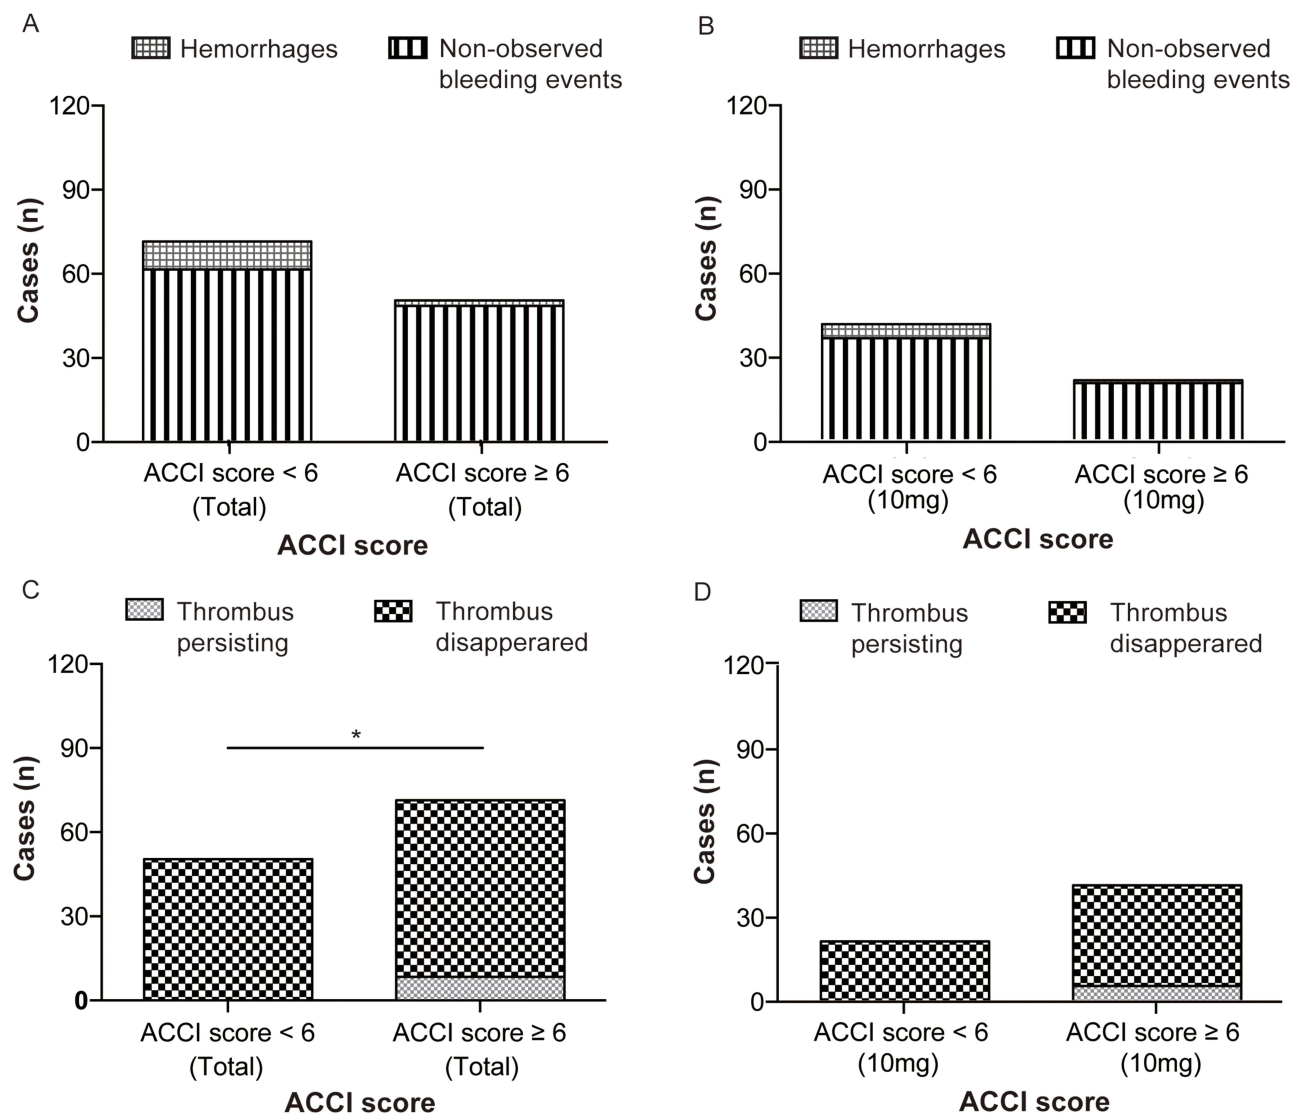 A
Hemorrhages
Non-observed
bleeding events
120
90
60
30
0
Cases (n)
ACCI score < 6
(Total)
ACCI score ≥ 6
(Total)
ACCI score
B
Hemorrhages
Non-observed
bleeding events
120
90
60
30
0
Cases (n)
ACCI score < 6
(10mg)
ACCI score ≥ 6
(10mg)
ACCI score
C
Thrombus
persisting
Thrombus
disapperared
120
90
60
30
0
Cases (n)
*
ACCI score < 6
(Total)
ACCI score ≥ 6
(Total)
ACCI score
D
Thrombus
persisting
Thrombus
disapperared
120
90
60
30
0
Cases (n)
ACCI score < 6
(10mg)
ACCI score ≥ 6
(10mg)
ACCI score